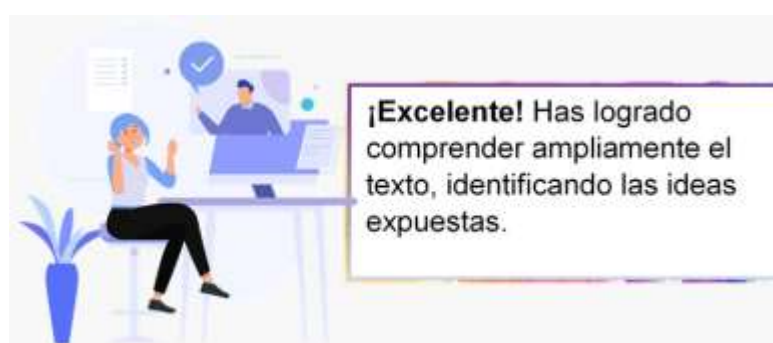 ¡Excelente! Has logrado
comprender ampliamente el
texto, identificando las ideas
expuestas.